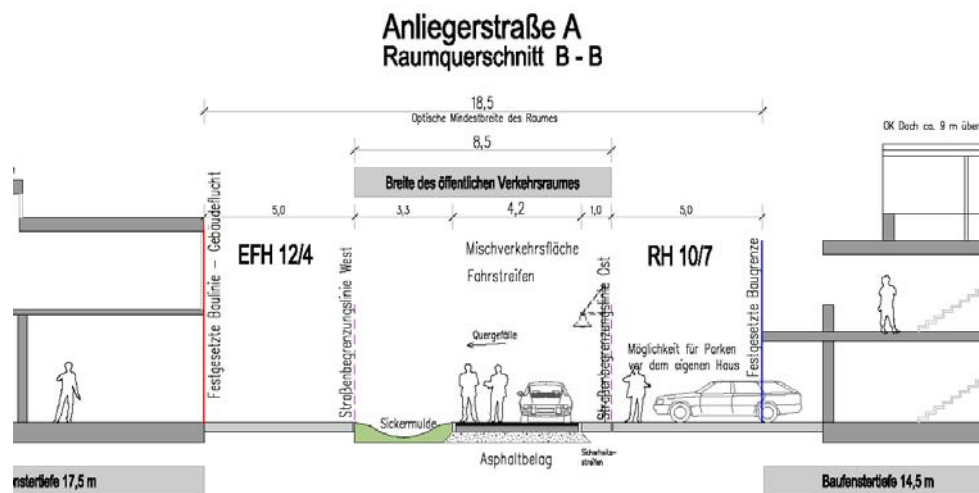 Anliegerstraße A
Raumquerschnitt B - B
18,5
Optische Mindestbreite des Raumes
8,5
Breite des öffentlichen Verkehrsraumes
5,0
3,3
4,2
1,0
5,0
OK Dach ca. 9 m über
Festgesetzte Baulinie - Gebäudeflucht
EFH 12/4
Straßenbegrenzungslinie West
Mischverkehrsfläche
Fahrstreifen
Quergefälle
Straßenbegrenzungslinie Ost
RH 10/7
Möglichkeit für Parken
vor dem eigenen Haus
Festgesetzte Baugrenze
Sickermulde
Asphaltbelag
Sicherheits-
streifen
nstertiefe 17,5 m
Baufenstertiefe 14,5 m